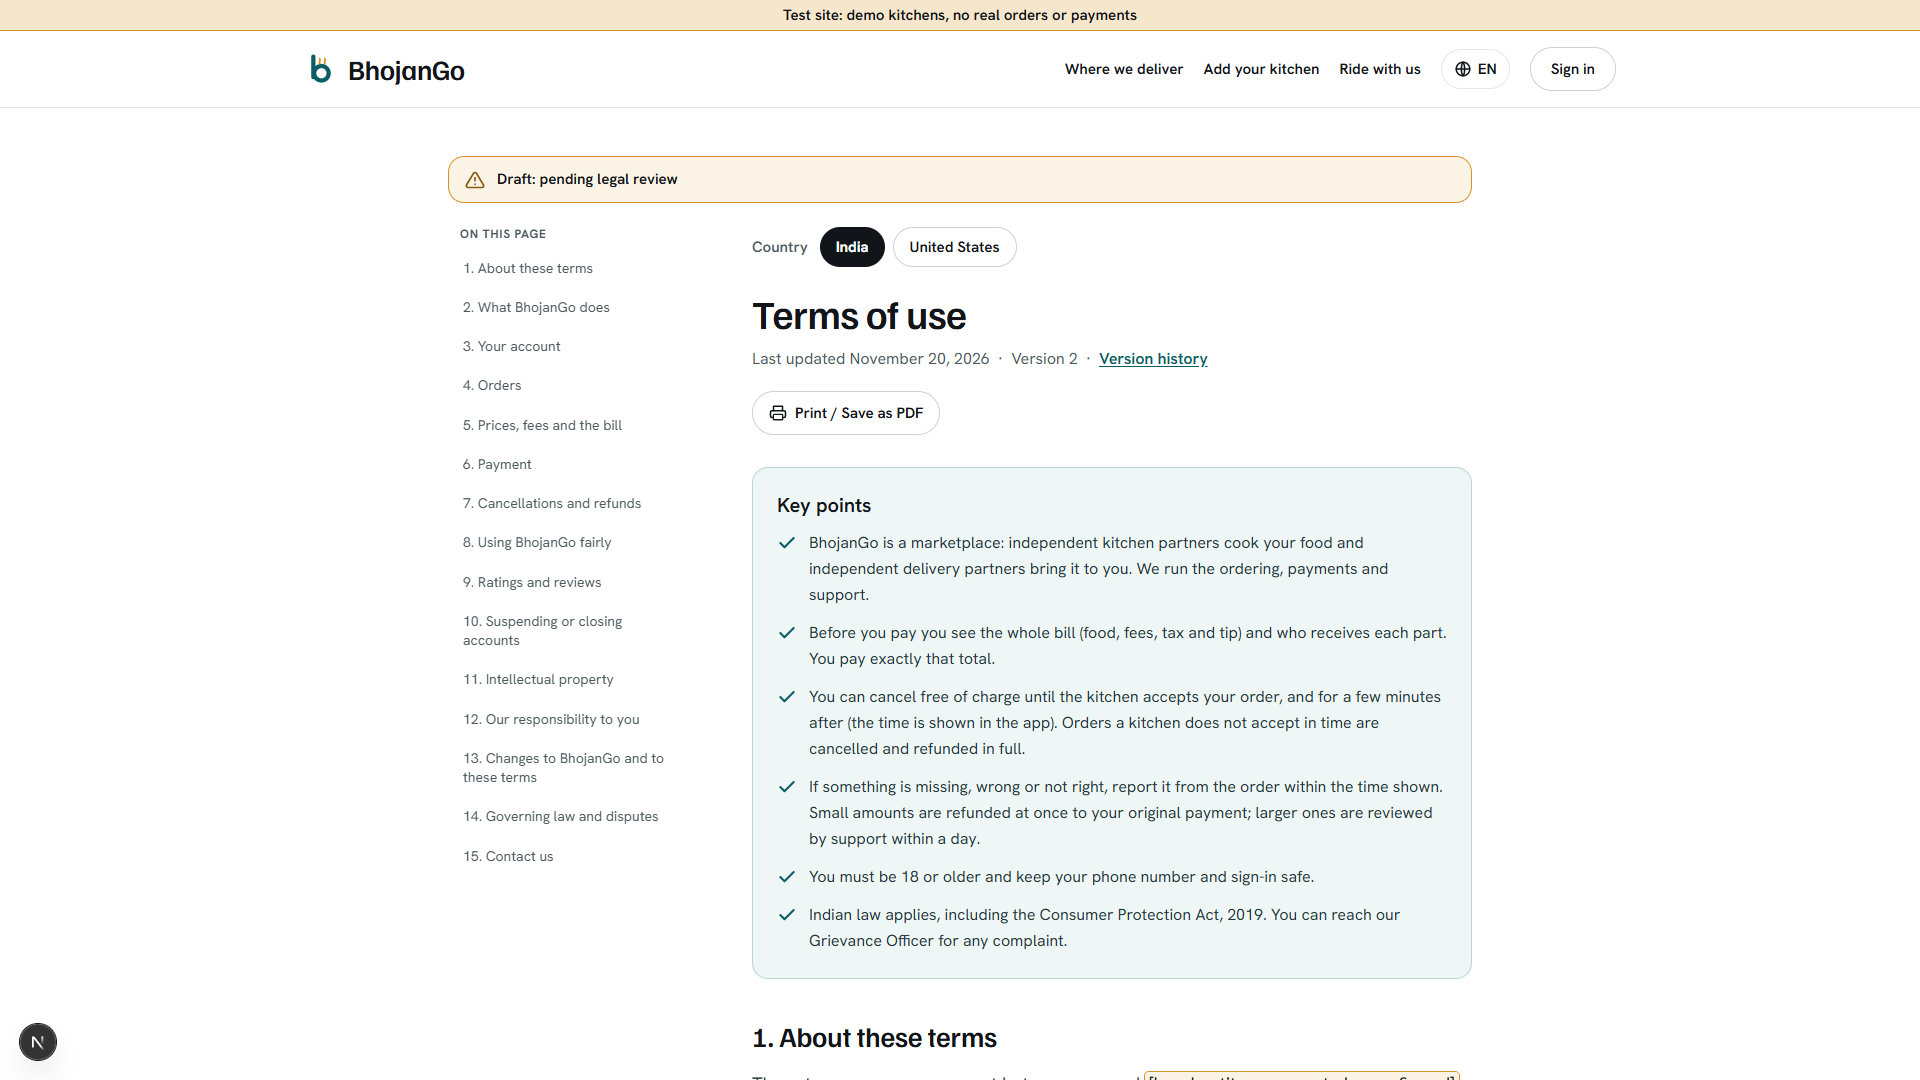 Test site: demo kitchens, no real orders or payments
BhojanGo
Where we deliver
Add your kitchen
Ride with us
EN
Sign in
Draft: pending legal review
ON THIS PAGE
1. About these terms
2. What BhojanGo does
3. Your account
4. Orders
5. Prices, fees and the bill
6. Payment
7. Cancellations and refunds
8. Using BhojanGo fairly
9. Ratings and reviews
10. Suspending or closing
accounts
11. Intellectual property
12. Our responsibility to you
13. Changes to BhojanGo and to
these terms
14. Governing law and disputes
15. Contact us
Country
India
United States
Terms of use
Last updated November 20, 2026 · Version 2 · Version history
Print / Save as PDF
Key points
BhojanGo is a marketplace: independent kitchen partners cook your food and
independent delivery partners bring it to you. We run the ordering, payments and
support.
Before you pay you see the whole bill (food, fees, tax and tip) and who receives each part.
You pay exactly that total.
You can cancel free of charge until the kitchen accepts your order, and for a few minutes
after (the time is shown in the app). Orders a kitchen does not accept in time are
cancelled and refunded in full.
If something is missing, wrong or not right, report it from the order within the time shown.
Small amounts are refunded at once to your original payment; larger ones are reviewed
by support within a day.
You must be 18 or older and keep your phone number and sign-in safe.
Indian law applies, including the Consumer Protection Act, 2019. You can reach our
Grievance Officer for any complaint.
1. About these terms
N